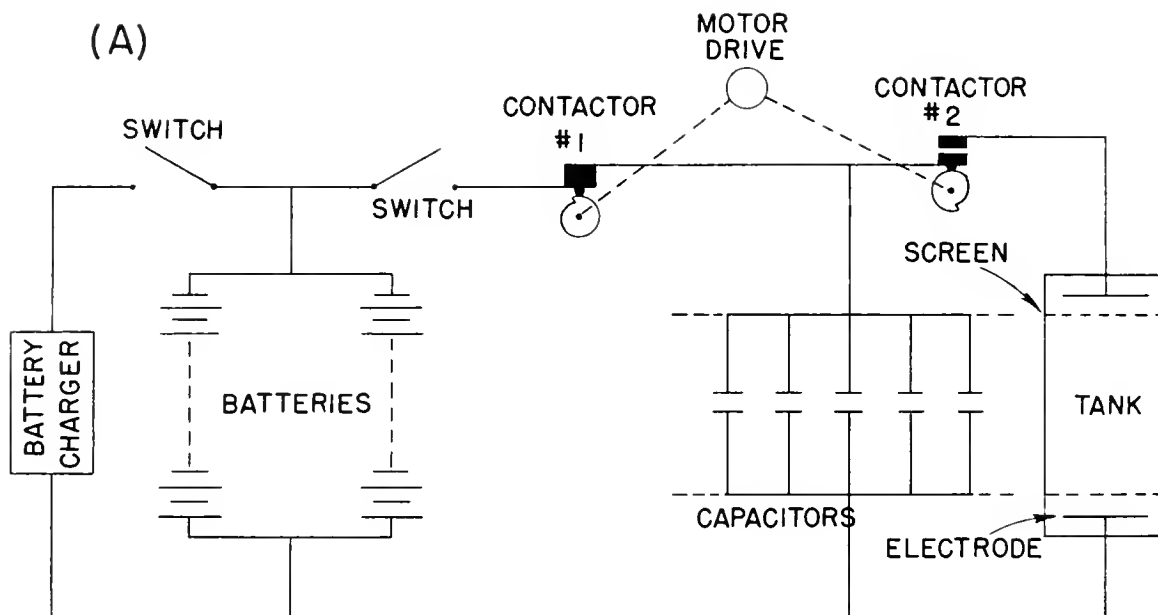 (A)
MOTOR
DRIVE
CONTACTOR
#1
CONTACTOR
#2
SWITCH
SWITCH
SCREEN
BATTERY
CHARGER
BATTERIES
TANK
CAPACITORS
ELECTRODE